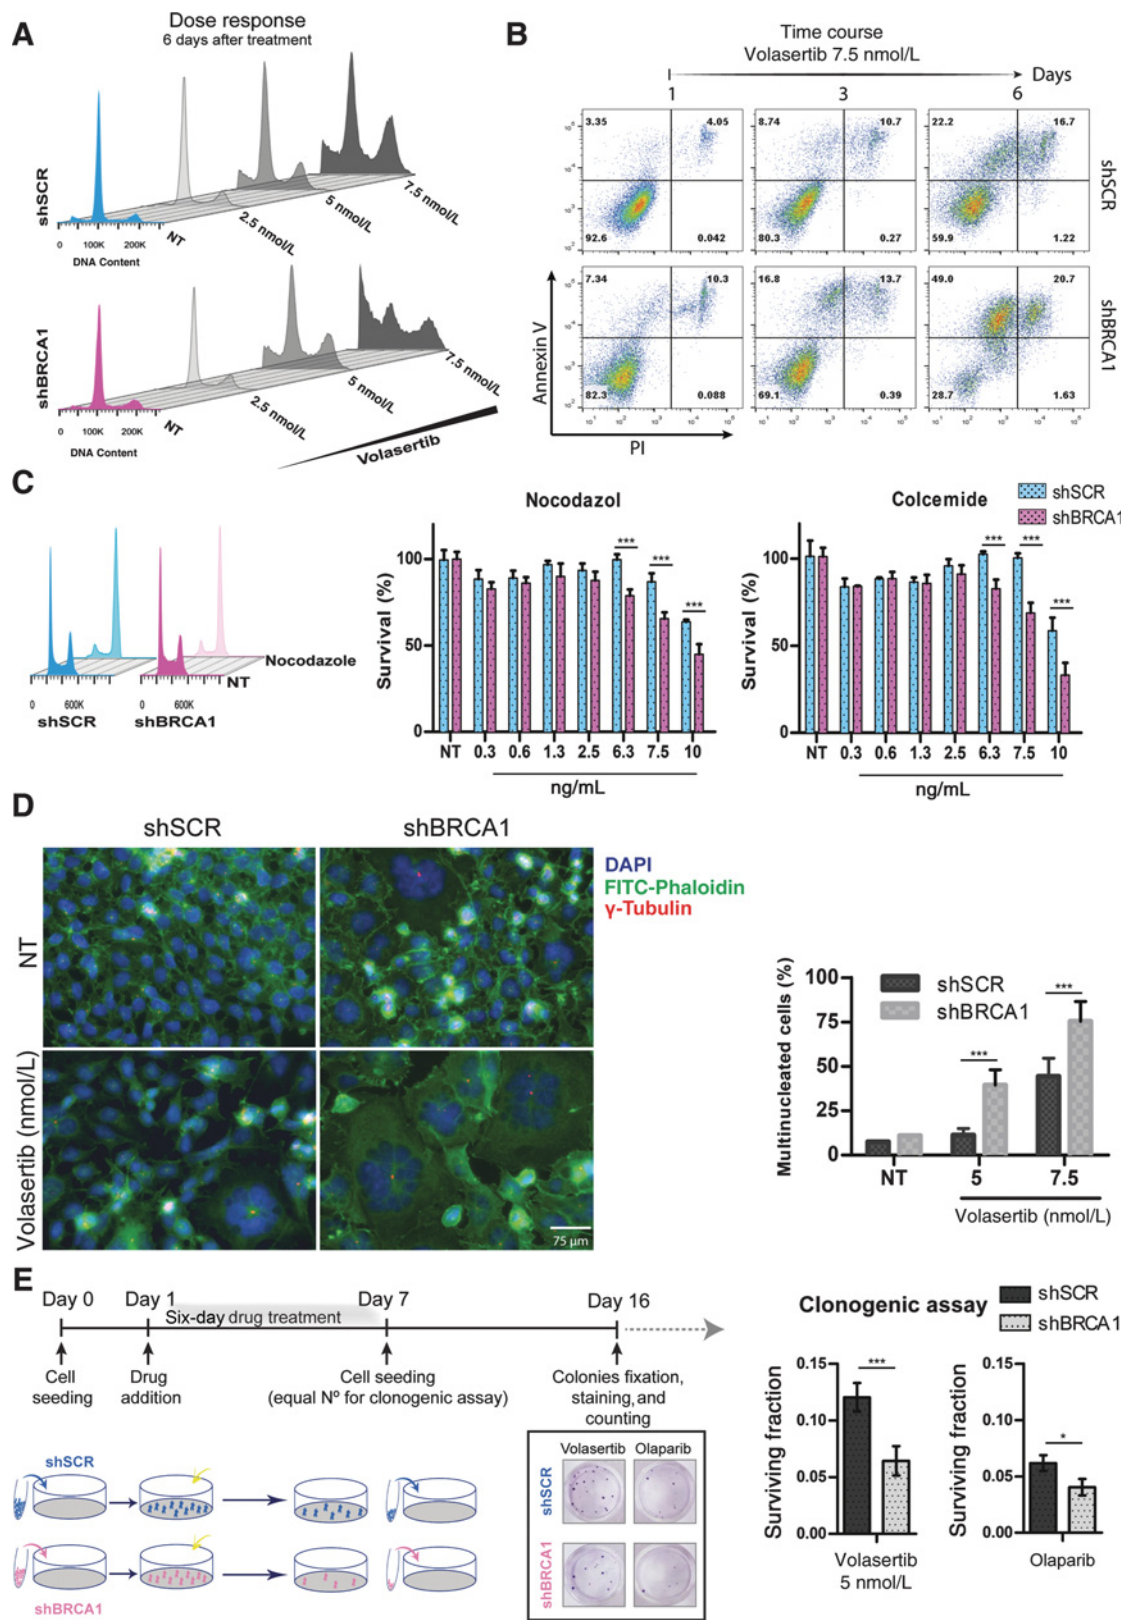 A
Dose response
6 days after treatment
shSCR
0 100K 200K
DNA Content
NT
2.5 nmol/L
5 nmol/L
7.5 nmol/L
shBRCA1
0 100K 200K
DNA Content
NT
2.5 nmol/L
5 nmol/L
7.5 nmol/L
Volasertib
B
Time course
Volasertib 7.5 nmol/L
Days
1 3 6
3.35 4.05
92.6 0.042
8.74 10.7
80.3 0.27
22.2 16.7
59.9 1.22
shSCR
7.34 10.3
82.3 0.088
16.8 13.7
69.1 0.39
49.0 20.7
28.7 1.63
shBRCA1
Annexin V
PI
C
Nocodazole
NT
0 600K
shSCR
0 600K
shBRCA1
Nocodazol
Survival (%)
100
50
0
*** *** ***
NT 0.3 0.6 1.3 2.5 6.3 7.5 10
ng/mL
Colcemide
shSCR
shBRCA1
Survival (%)
100
50
0
*** *** ***
NT 0.3 0.6 1.3 2.5 6.3 7.5 10
ng/mL
D
shSCR shBRCA1
NT
Volasertib (nmol/L)
DAPI
FITC-Phaloidin
γ-Tubulin
75 µm
Multinucleated cells (%)
100
75
50
25
0
shSCR
shBRCA1
*** ***
NT 5 7.5
Volasertib (nmol/L)
E
Day 0 Day 1 Day 7 Day 16
Six-day drug treatment
Cell
seeding
Drug
addition
Cell seeding
(equal Nº for clonogenic assay)
Colonies fixation,
staining, and
counting
shSCR
shBRCA1
Volasertib Olaparib
shSCR
shBRCA1
Clonogenic assay
shSCR
shBRCA1
Surviving fraction
0.15
0.10
0.05
0.00
***
Volasertib
5 nmol/L
Surviving fraction
0.15
0.10
0.05
0.00
*
Olaparib